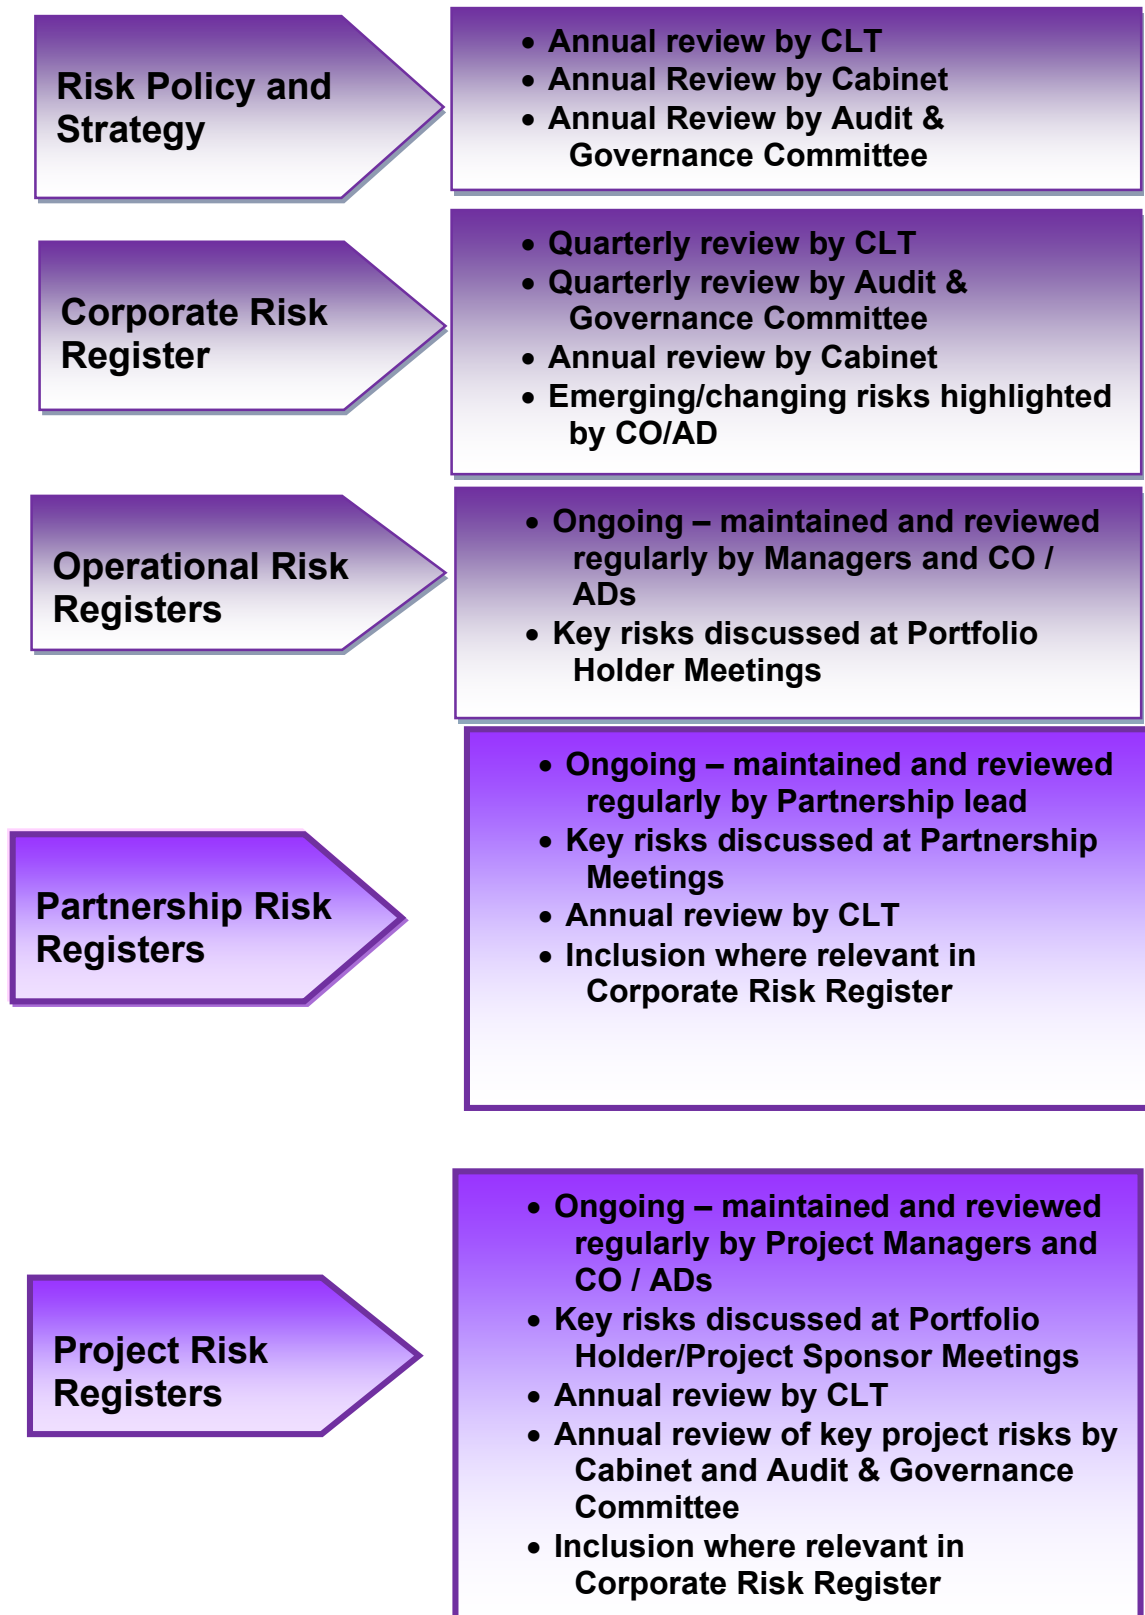 Risk Policy and
Strategy
• Annual review by CLT
• Annual Review by Cabinet
• Annual Review by Audit &
Governance Committee
Corporate Risk
Register
• Quarterly review by CLT
• Quarterly review by Audit &
Governance Committee
• Annual review by Cabinet
• Emerging/changing risks highlighted
by CO/AD
Operational Risk
Registers
• Ongoing – maintained and reviewed
regularly by Managers and CO /
ADs
• Key risks discussed at Portfolio
Holder Meetings
Partnership Risk
Registers
• Ongoing – maintained and reviewed
regularly by Partnership lead
• Key risks discussed at Partnership
Meetings
• Annual review by CLT
• Inclusion where relevant in
Corporate Risk Register
Project Risk
Registers
• Ongoing – maintained and reviewed
regularly by Project Managers and
CO / ADs
• Key risks discussed at Portfolio
Holder/Project Sponsor Meetings
• Annual review by CLT
• Annual review of key project risks by
Cabinet and Audit & Governance
Committee
• Inclusion where relevant in
Corporate Risk Register